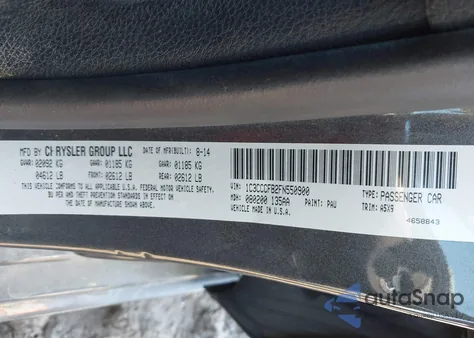 MFD BY CHRYSLER GROUP LLC DATE OF MFR(BUILT): 8-14
GVWR: 02092 KG GAWR: 01185 KG GAWR: 01185 KG
04612 LB FRONT: 02612 LB REAR: 02612 LB
THIS VEHICLE CONFORMS TO ALL APPLICABLE U.S.A. FEDERAL MOTOR VEHICLE
SAFETY, BUMPER, AND THEFT PREVENTION STANDARDS IN EFFECT ON
THE DATE OF MANUFACTURE SHOWN ABOVE. MADE IN U.S.A.
VIN: 1C3CCCFB2FN550900 TYPE: PASSENGER CAR
MDH: 080200 135AA PAINT: PAU TRIM: A5X9
4658843
autoSnap